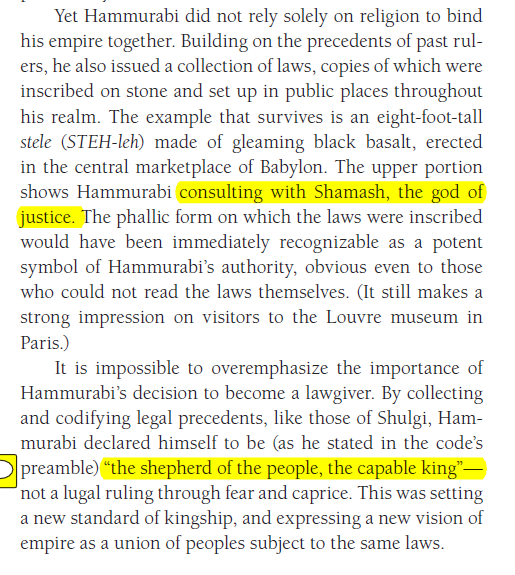 Yet Hammurabi did not rely solely on religion to bind
his empire together. Building on the precedents of past rul-
ers, he also issued a collection of laws, copies of which were
inscribed on stone and set up in public places throughout
his realm. The example that survives is an eight-foot-tall
stele (STEH-leh) made of gleaming black basalt, erected
in the central marketplace of Babylon. The upper portion
shows Hammurabi consulting with Shamash, the god of
justice. The phallic form on which the laws were inscribed
would have been immediately recognizable as a potent
symbol of Hammurabi’s authority, obvious even to those
who could not read the laws themselves. (It still makes a
strong impression on visitors to the Louvre museum in
Paris.)
It is impossible to overemphasize the importance of
Hammurabi’s decision to become a lawgiver. By collecting
and codifying legal precedents, like those of Shulgi, Ham-
murabi declared himself to be (as he stated in the code’s
preamble) “the shepherd of the people, the capable king”—
not a lugal ruling through fear and caprice. This was setting
a new standard of kingship, and expressing a new vision of
empire as a union of peoples subject to the same laws.